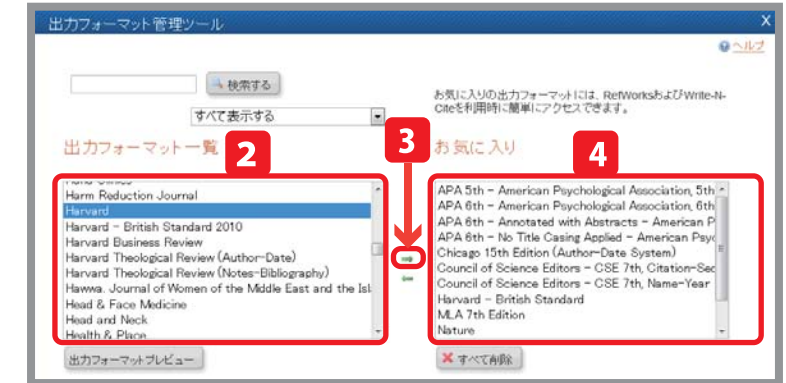 出力フォーマット管理ツール X
ヘルプ
検索する
すべて表示する
お気に入りの出力フォーマットには、RefWorksおよびWrite-N-
Citeを利用時に簡単にアクセスできます。
出力フォーマット一覧
2
3
お気に入り
4
Harm Reduction Journal
Harvard
Harvard - British Standard 2010
Harvard Business Review
Harvard Theological Review (Author-Date)
Harvard Theological Review (Notes-Bibliography)
Hawwa. Journal of Women of the Middle East and the Isl
Head & Face Medicine
Head and Neck
Health & Place
APA 5th - American Psychological Association, 5th
APA 6th - American Psychological Association, 6th
APA 6th - Annotated with Abstracts - American P
APA 6th - No Title Casing Applied - American Psyc
Chicago 15th Edition (Author-Date System)
Council of Science Editors - CSE 7th, Citation-Sec
Council of Science Editors - CSE 7th, Name-Year
Harvard - British Standard
MLA 7th Edition
Nature
出力フォーマットプレビュー
すべて削除